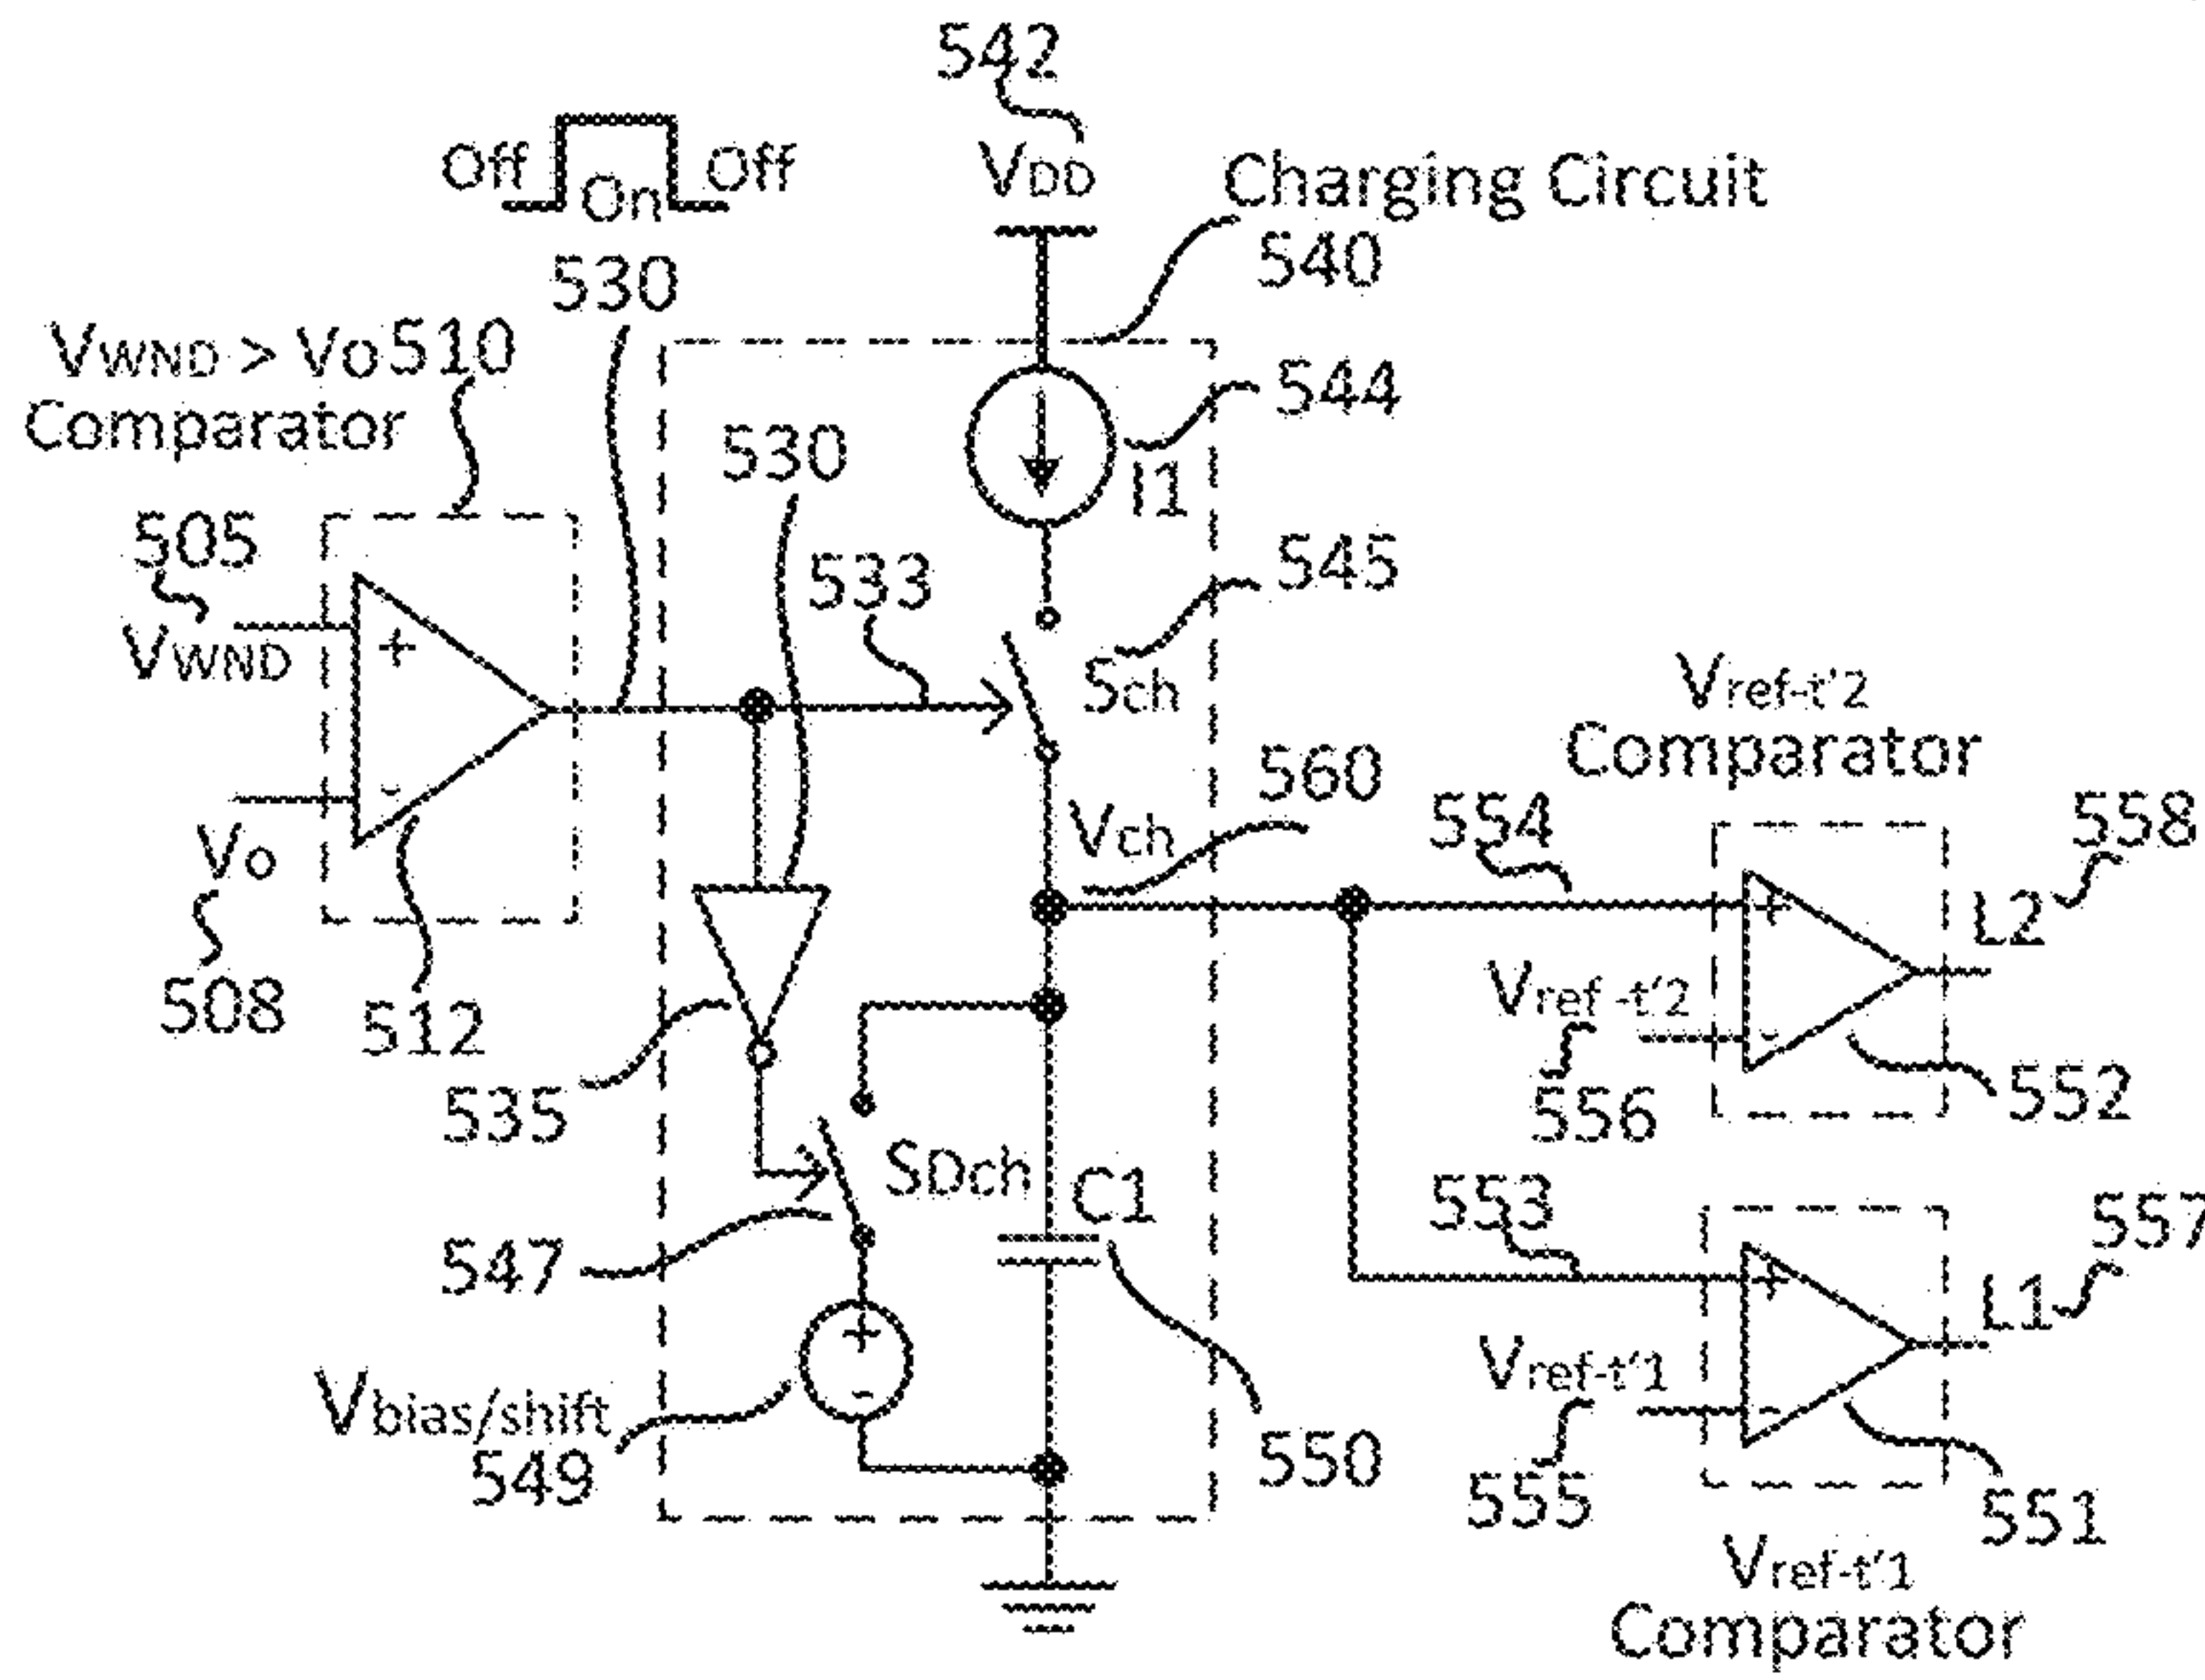 542
Off On Off
VDD
Charging Circuit
540
530
VWND > Vo 510
Comparator
544
I1
530
505
VWND
+
533
545
Sch
Vref-t'2
Comparator
560
Vch
554
558
-
Vo
508
512
+
L2
Vref-t'2
-
556
552
535
SDch
C1
547
553
557
+
L1
Vref-t'1
-
+
-
Vbias/shift
549
550
555
551
Vref-t'1
Comparator